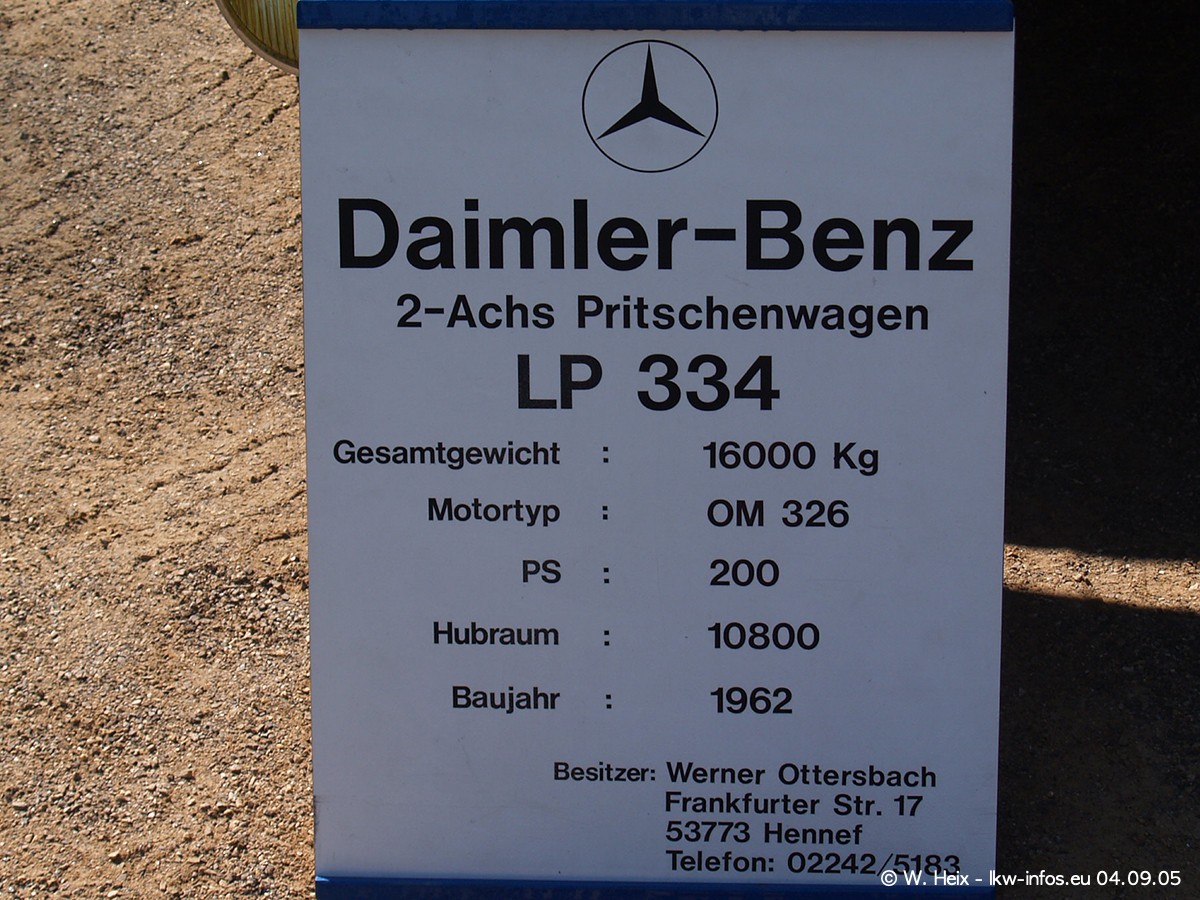 Daimler-Benz
2-Achs Pritschenwagen
LP 334
Gesamtgewicht : 16000 Kg
Motortyp : OM 326
PS : 200
Hubraum : 10800
Baujahr : 1962
Besitzer: Werner Ottersbach
Frankfurter Str. 17
53773 Hennef
Telefon: 02242/5183
© W. Heix - lkw-infos.eu 04.09.05